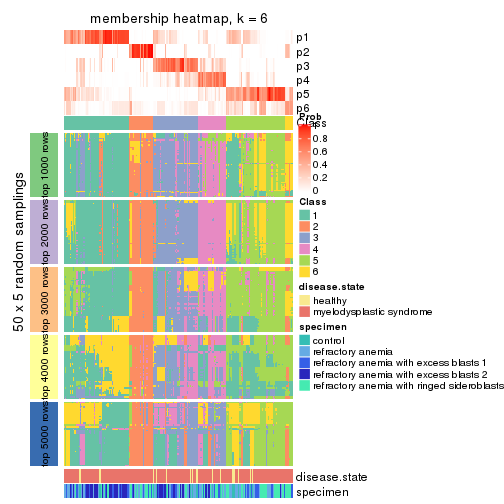 membership heatmap, k = 6
p1
p2
p3
p4
p5
p6
Class
Prob
1
0.8
0.6
0.4
0.2
0
Class
1
2
3
4
5
6
disease.state
healthy
myelodysplastic syndrome
specimen
control
refractory anemia
refractory anemia with excess blasts 1
refractory anemia with excess blasts 2
refractory anemia with ringed sideroblasts
50 x 5 random samplings
top 1000 rows
top 2000 rows
top 3000 rows
top 4000 rows
top 5000 rows
disease.state
specimen